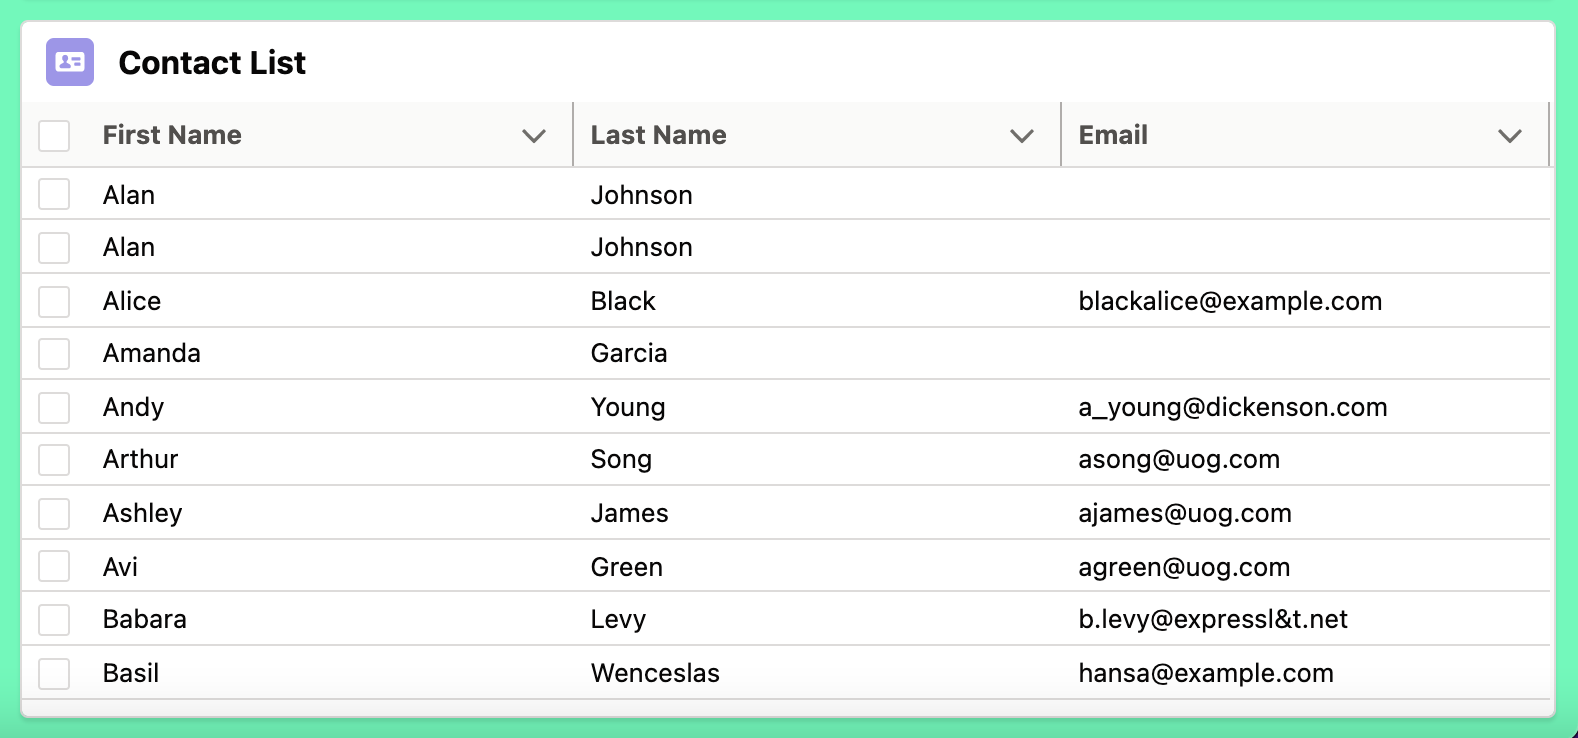 Contact List
First Name Last Name Email
Alan Johnson
Alan Johnson
Alice Black blackalice@example.com
Amanda Garcia
Andy Young a_young@dickenson.com
Arthur Song asong@uog.com
Ashley James ajames@uog.com
Avi Green agreen@uog.com
Babara Levy b.levy@expressl&t.net
Basil Wenceslas hansa@example.com